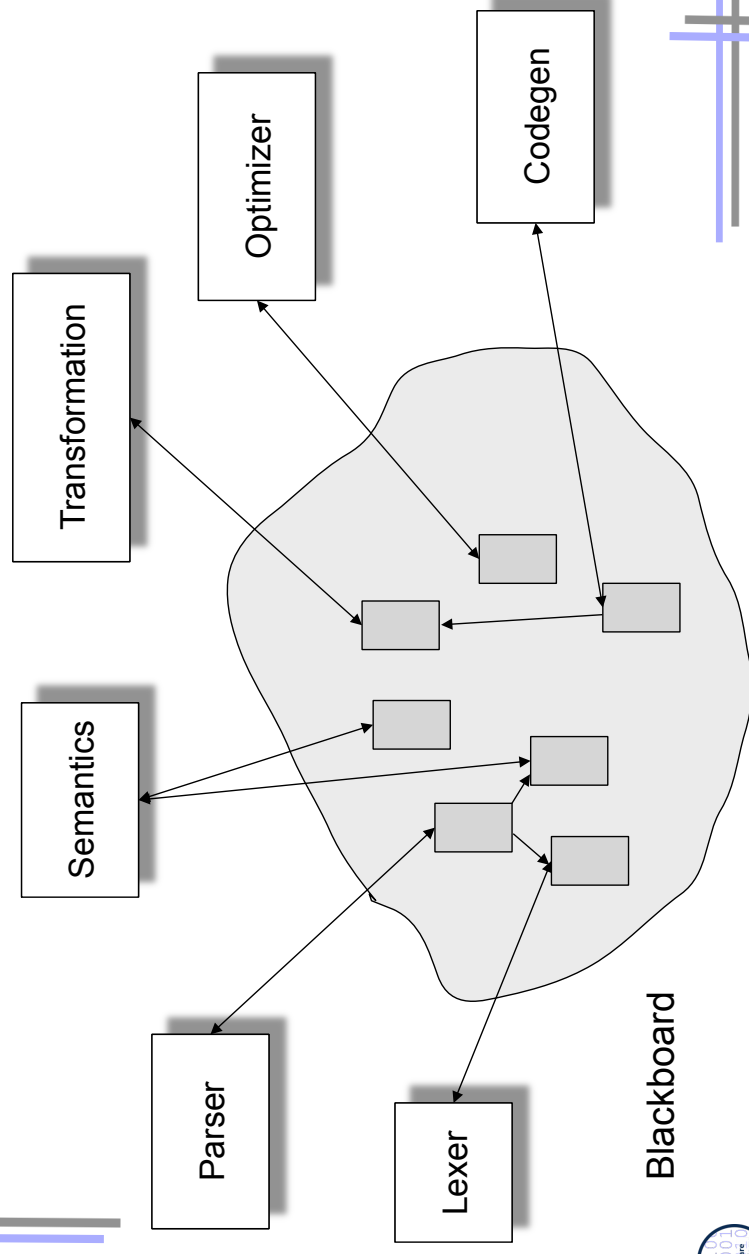 Transformation
Semantics
Optimizer
Parser
Codegen
Lexer
Blackboard